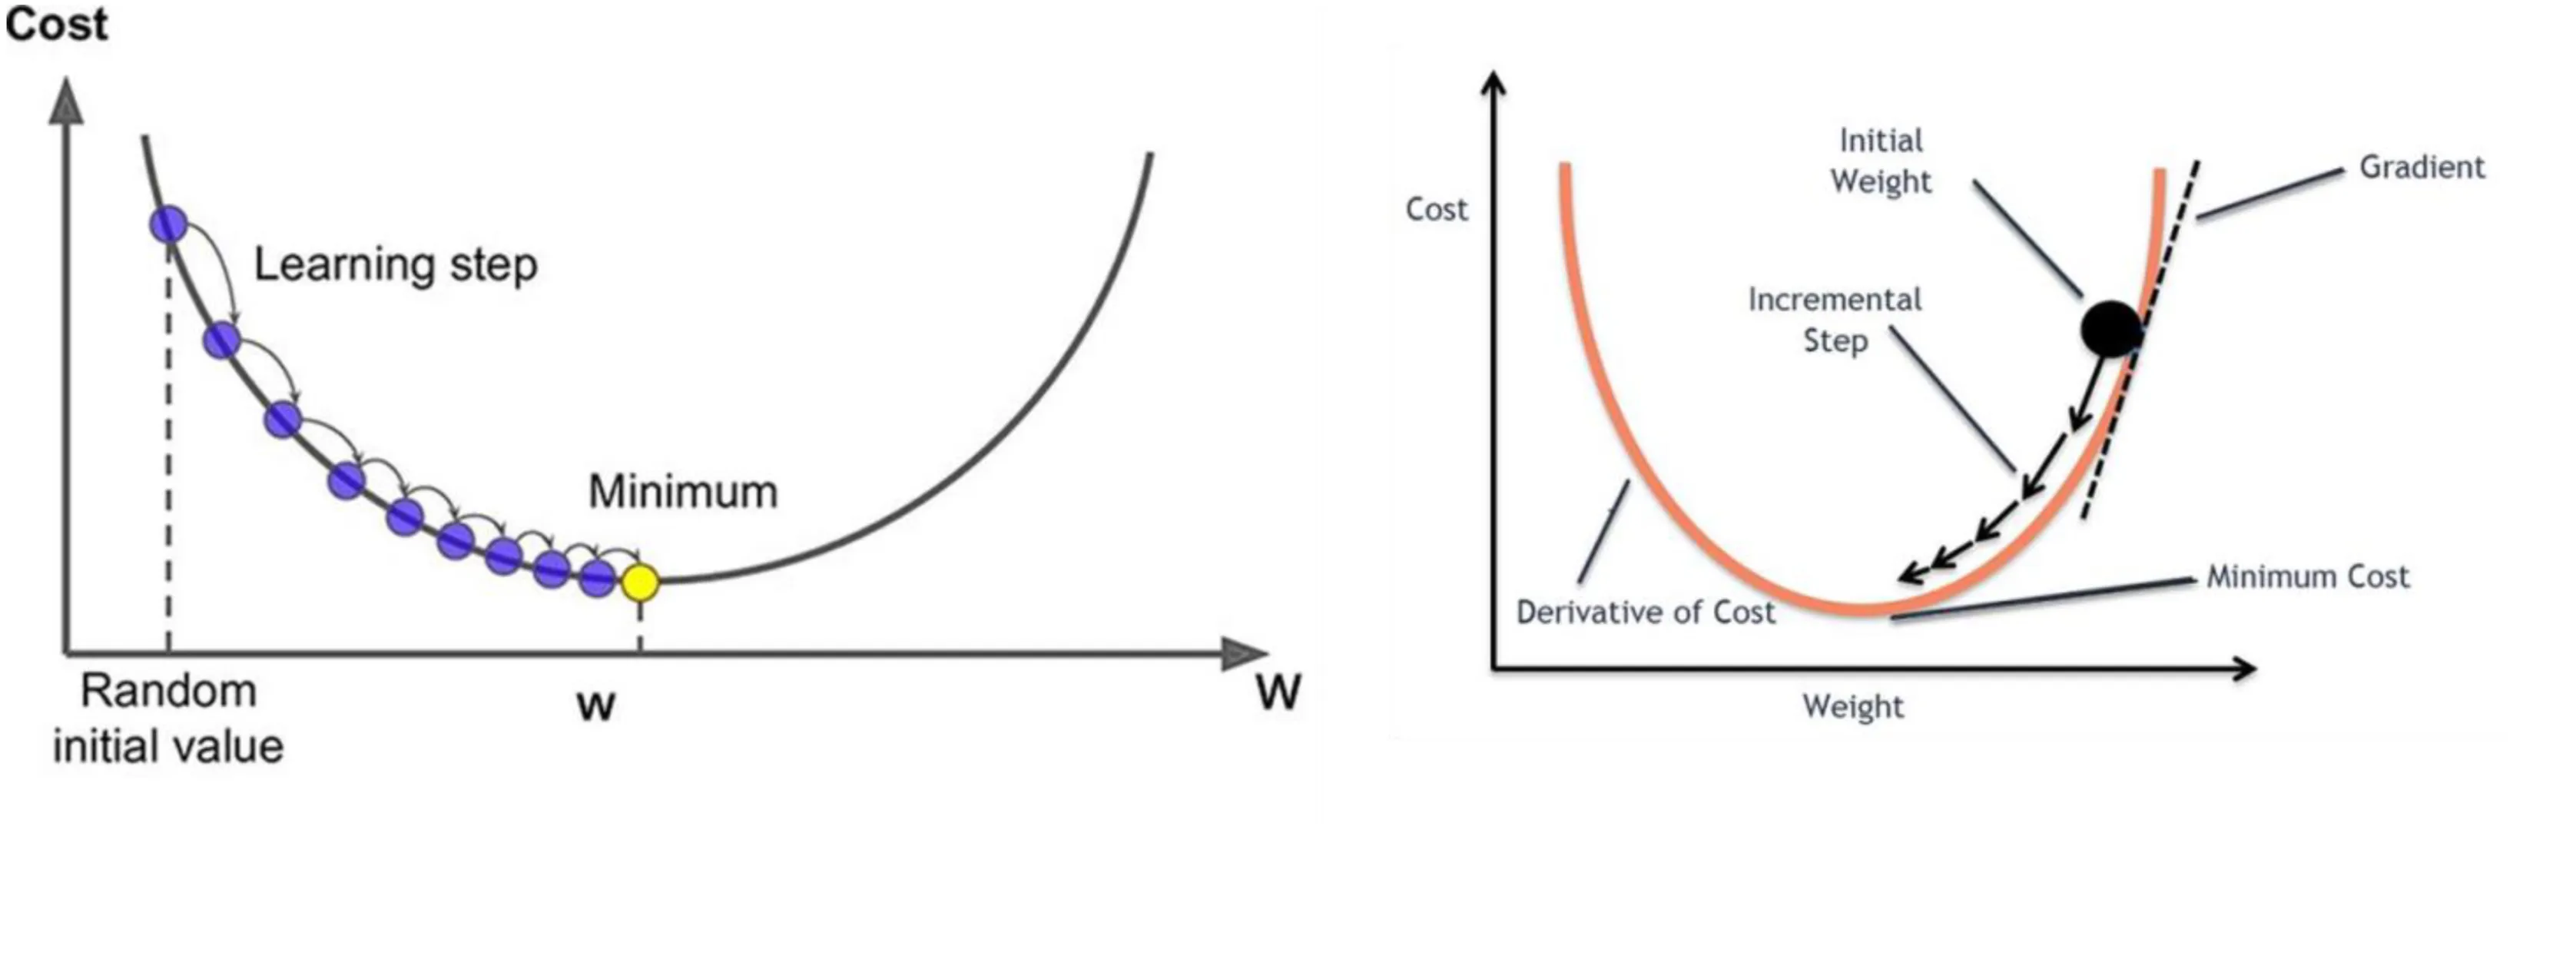 Cost
Learning step
Minimum
Random
initial value
w
W
Initial
Weight
Gradient
Cost
Incremental
Step
Minimum Cost
Derivative of Cost
Weight